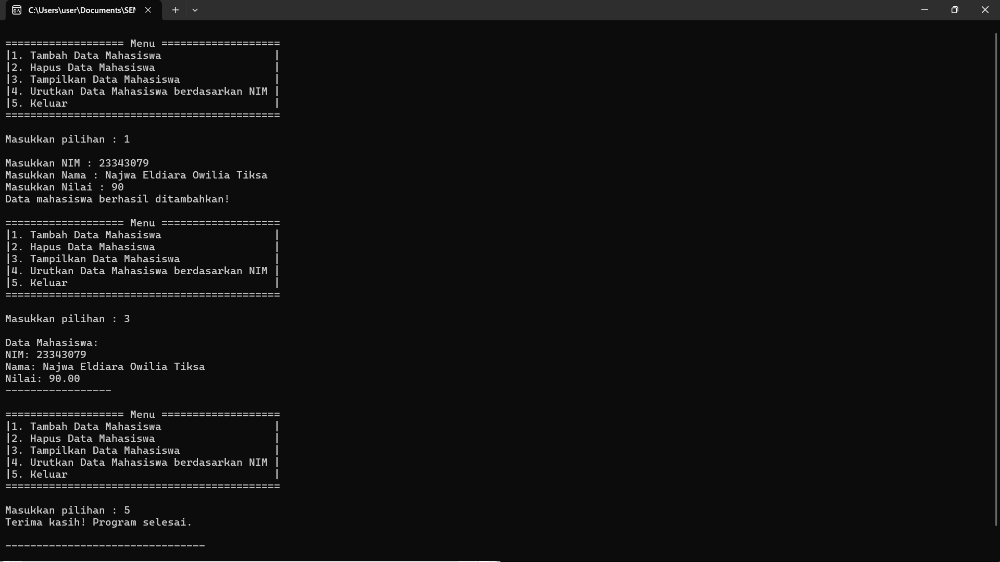 C:\Users\user\Documents\SEM
=================== Menu ===================
|1. Tambah Data Mahasiswa                  |
|2. Hapus Data Mahasiswa                   |
|3. Tampilkan Data Mahasiswa               |
|4. Urutkan Data Mahasiswa berdasarkan NIM |
|5. Keluar                                 |
============================================
Masukkan pilihan : 1
Masukkan NIM : 23343079
Masukkan Nama : Najwa Eldiara Owilia Tiksa
Masukkan Nilai : 90
Data mahasiswa berhasil ditambahkan!
=================== Menu ===================
|1. Tambah Data Mahasiswa                  |
|2. Hapus Data Mahasiswa                   |
|3. Tampilkan Data Mahasiswa               |
|4. Urutkan Data Mahasiswa berdasarkan NIM |
|5. Keluar                                 |
============================================
Masukkan pilihan : 3
Data Mahasiswa:
NIM: 23343079
Nama: Najwa Eldiara Owilia Tiksa
Nilai: 90.00
-----------------
=================== Menu ===================
|1. Tambah Data Mahasiswa                  |
|2. Hapus Data Mahasiswa                   |
|3. Tampilkan Data Mahasiswa               |
|4. Urutkan Data Mahasiswa berdasarkan NIM |
|5. Keluar                                 |
============================================
Masukkan pilihan : 5
Terima kasih! Program selesai.
--------------------------------